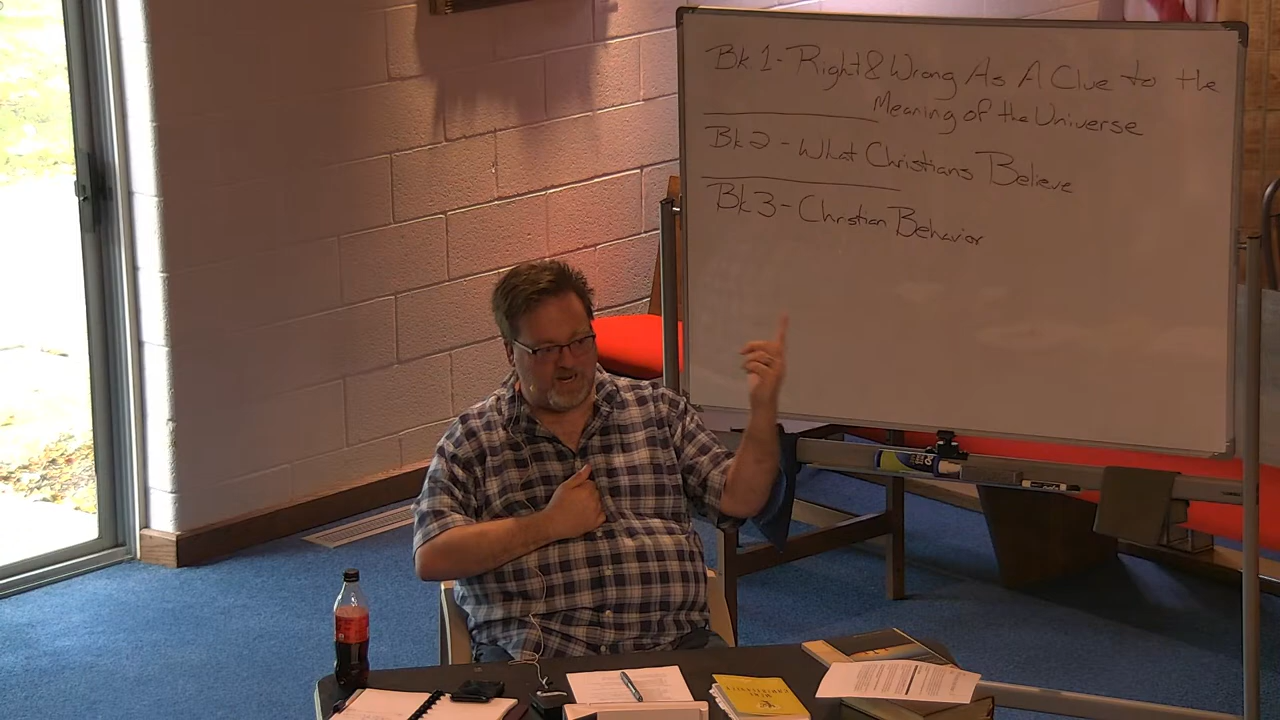 Bk. 1 - Right & Wrong As A Clue to the
Meaning of the Universe
Bk 2 - What Christians Believe
Bk 3 - Christian Behavior